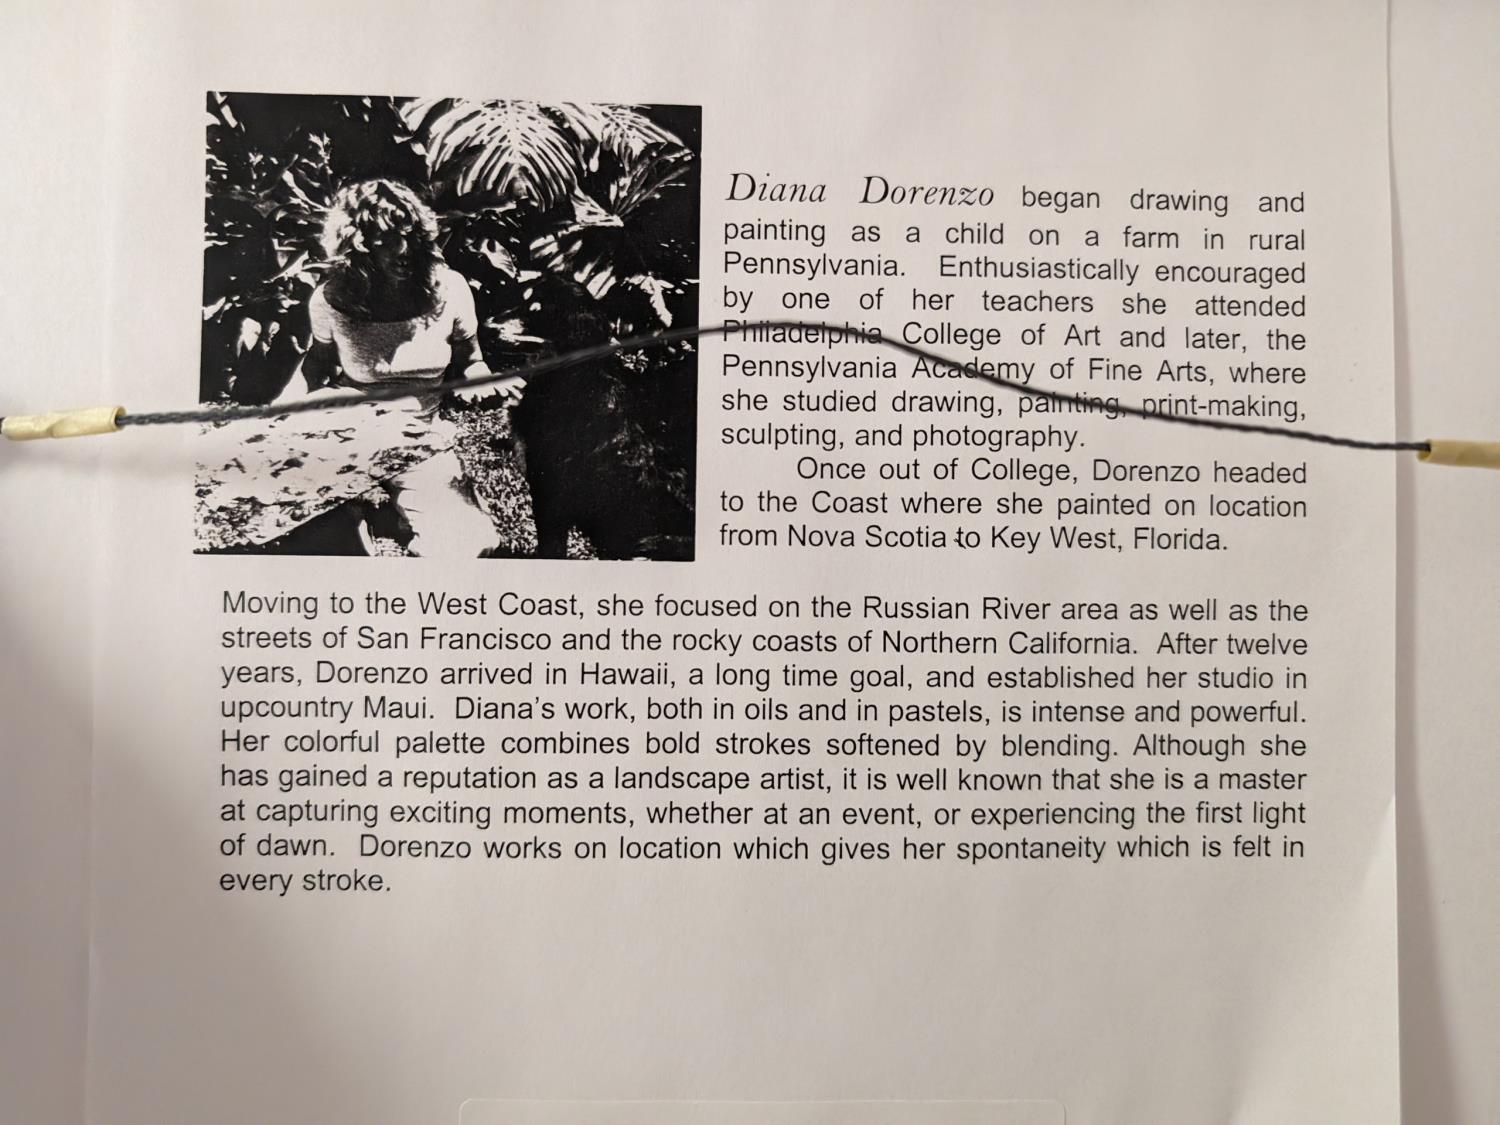 Diana Dorenzo began drawing and
painting as a child on a farm in rural
Pennsylvania. Enthusiastically encouraged
by one of her teachers she attended
Philadelphia College of Art and later, the
Pennsylvania Academy of Fine Arts, where
she studied drawing, painting, print-making,
sculpting, and photography.
Once out of College, Dorenzo headed
to the Coast where she painted on location
from Nova Scotia to Key West, Florida.
Moving to the West Coast, she focused on the Russian River area as well as the
streets of San Francisco and the rocky coasts of Northern California. After twelve
years, Dorenzo arrived in Hawaii, a long time goal, and established her studio in
upcountry Maui. Diana's work, both in oils and in pastels, is intense and powerful.
Her colorful palette combines bold strokes softened by blending. Although she
has gained a reputation as a landscape artist, it is well known that she is a master
at capturing exciting moments, whether at an event, or experiencing the first light
of dawn. Dorenzo works on location which gives her spontaneity which is felt in
every stroke.